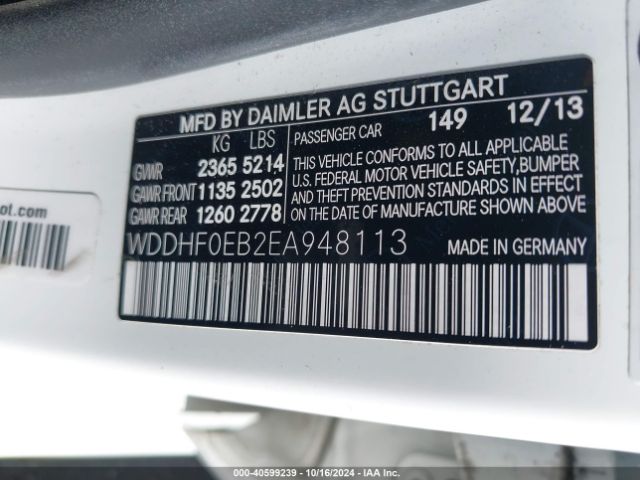 MFD BY DAIMLER AG STUTTGART
KG LBS
GVWR 2365 5214
GAWR FRONT 1135 2502
GAWR REAR 1260 2778
PASSENGER CAR 149 12/13
THIS VEHICLE CONFORMS TO ALL APPLICABLE
U.S. FEDERAL MOTOR VEHICLE SAFETY, BUMPER
AND THEFT PREVENTION STANDARDS IN EFFECT
ON THE DATE OF MANUFACTURE SHOWN ABOVE.
WDDHF0EB2EA948113 MADE IN GERMANY
ot.com
000-40599239 - 10/16/2024 - IAA Inc.